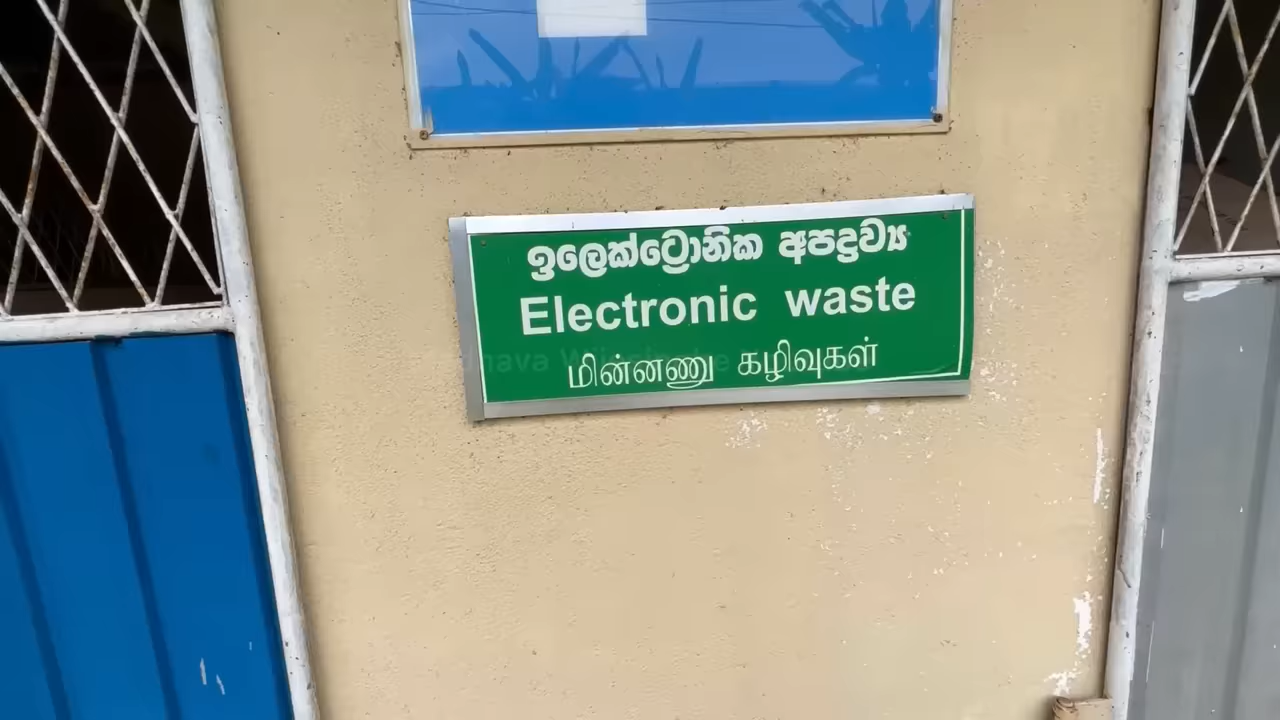 ඉලෙක්ට්‍රොනික අපද්‍රව්‍ය
Electronic waste
மின்னணு கழிவுகள்